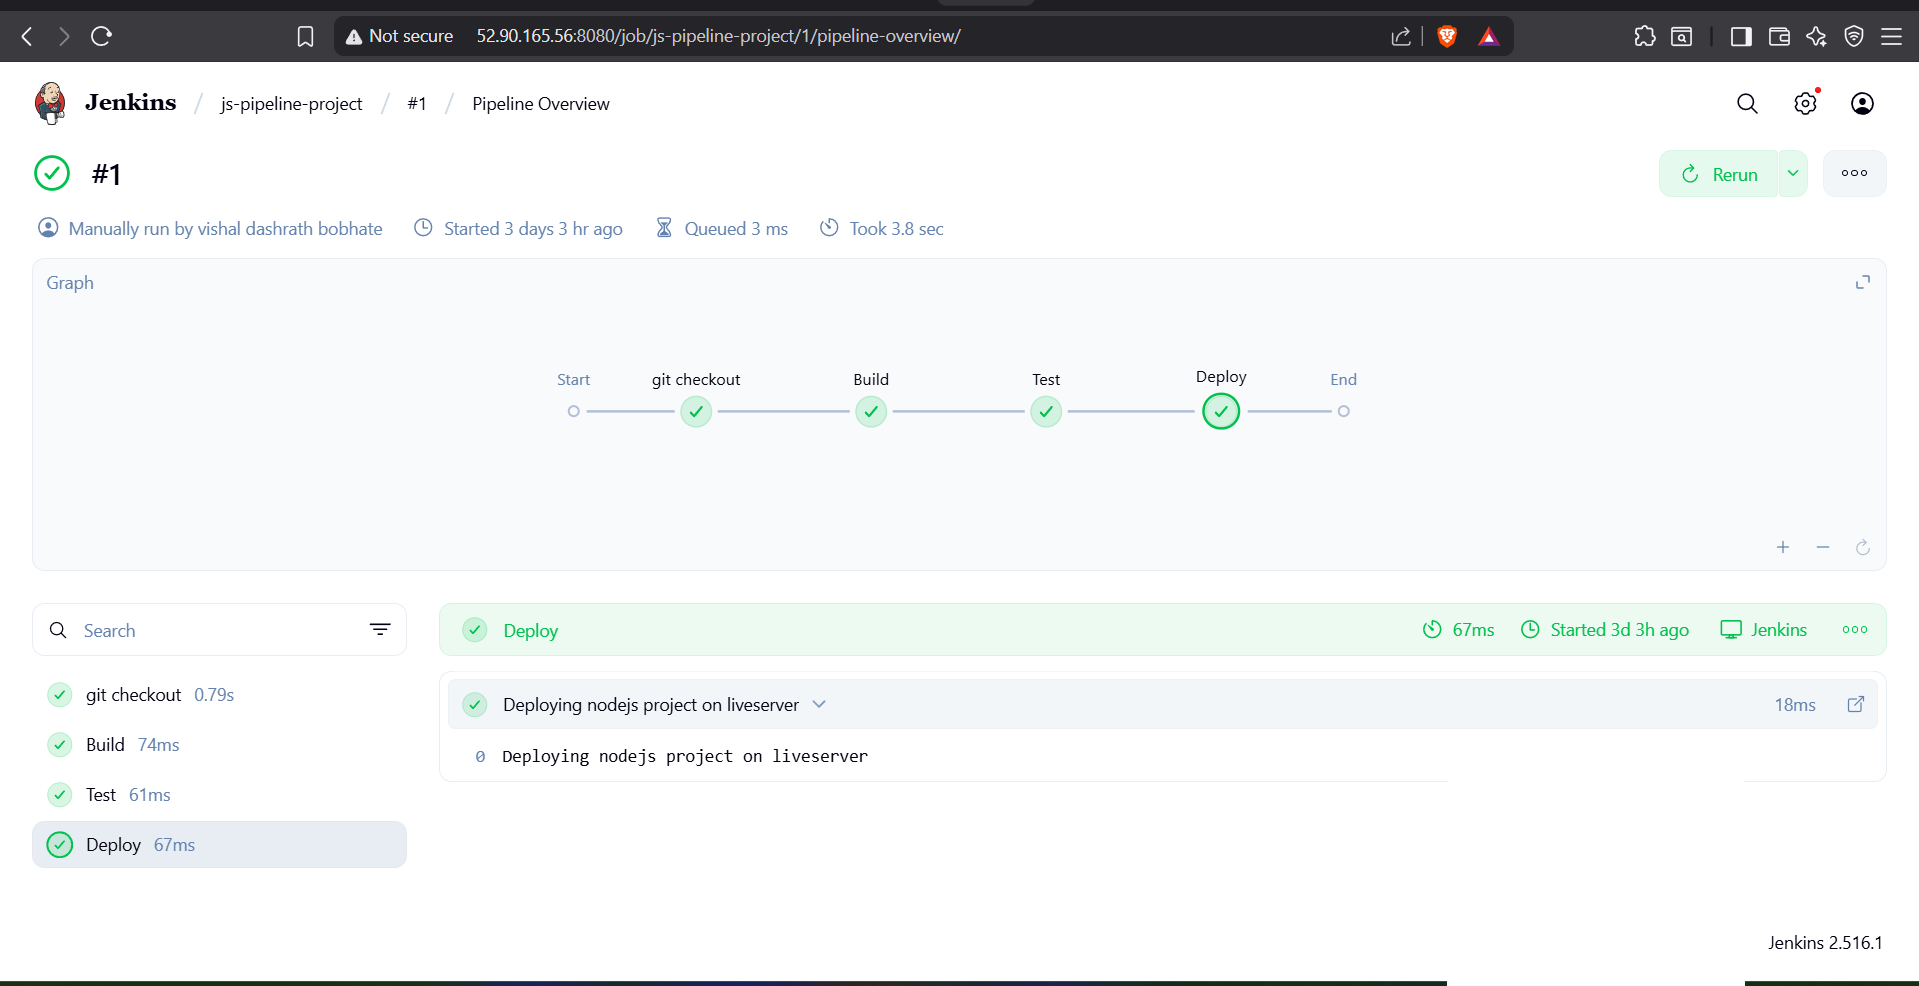 Not secure 52.90.165.56:8080/job/js-pipeline-project/1/pipeline-overview/
Jenkins / js-pipeline-project / #1 / Pipeline Overview
#1
Rerun
Manually run by vishal dashrath bobhate Started 3 days 3 hr ago Queued 3 ms Took 3.8 sec
Graph
Start git checkout Build Test Deploy End
Search
Deploy 67ms Started 3d 3h ago Jenkins
git checkout 0.79s
Build 74ms
Test 61ms
Deploy 67ms
Deploying nodejs project on liveserver 18ms
0 Deploying nodejs project on liveserver
Jenkins 2.516.1